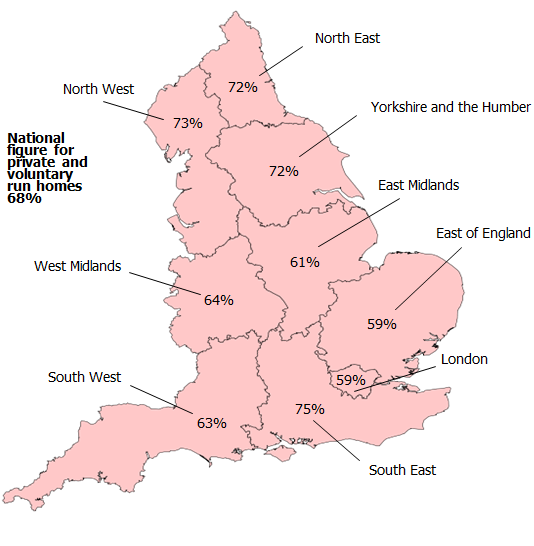 North East
72%
North West
73%
Yorkshire and the Humber
National
figure for
private and
voluntary
run homes
68%
72%
East Midlands
East of England
61%
West Midlands
64%
59%
London
South West
59%
63%
75%
South East